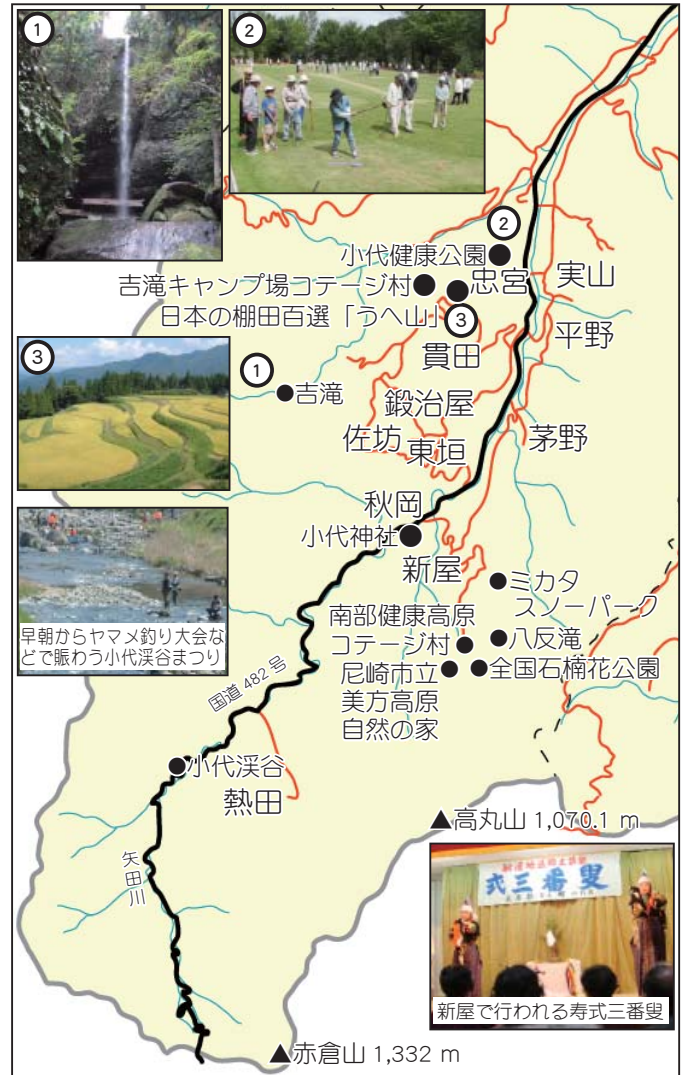 ①
②
②
小代健康公園
吉滝キャンプ場コテージ村
忠宮
実山
日本の棚田百選「うへ山」
③
平野
貫田
③
①
吉滝
鍛治屋
佐坊
東垣
茅野
秋岡
小代神社
新屋
ミカタ
スノーパーク
早朝からヤマメ釣り大会な
どで賑わう小代渓谷まつり
南部健康高原
コテージ村
八反滝
尼崎市立
美方高原
自然の家
全国石楠花公園
国道482号
小代渓谷
熱田
▲高丸山 1,070.1 m
矢田川
式三番叟
新屋で行われる寿式三番叟
▲赤倉山 1,332 m